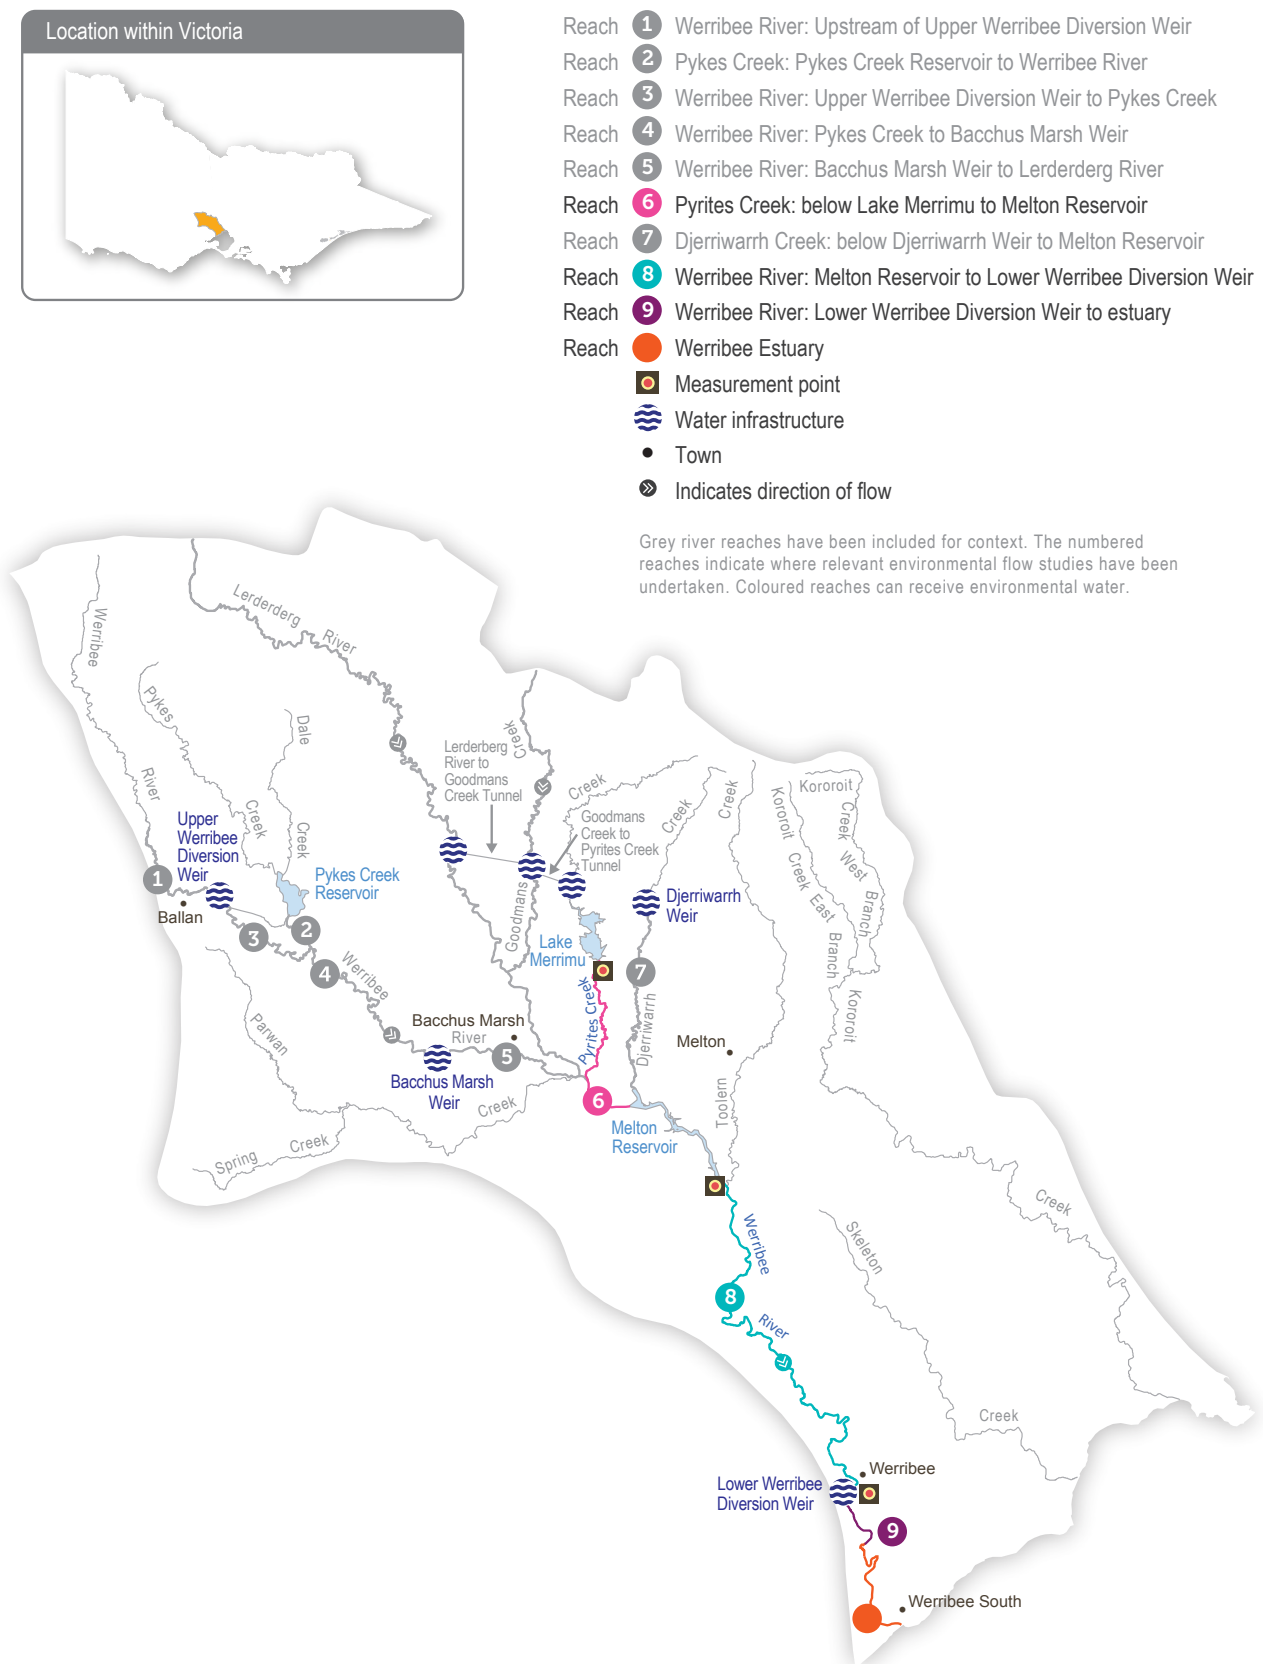 Location within Victoria
Reach 1 Werribee River: Upstream of Upper Werribee Diversion Weir
Reach 2 Pykes Creek: Pykes Creek Reservoir to Werribee River
Reach 3 Werribee River: Upper Werribee Diversion Weir to Pykes Creek
Reach 4 Werribee River: Pykes Creek to Bacchus Marsh Weir
Reach 5 Werribee River: Bacchus Marsh Weir to Lerderderg River
Reach 6 Pyrites Creek: below Lake Merrimu to Melton Reservoir
Reach 7 Djerriwarrh Creek: below Djerriwarrh Weir to Melton Reservoir
Reach 8 Werribee River: Melton Reservoir to Lower Werribee Diversion Weir
Reach 9 Werribee River: Lower Werribee Diversion Weir to estuary
Reach Werribee Estuary
Measurement point
Water infrastructure
Town
Indicates direction of flow
Grey river reaches have been included for context. The numbered
reaches indicate where relevant environmental flow studies have been
undertaken. Coloured reaches can receive environmental water.
Werribee
River
Lerderderg
River
Pykes
Creek
Dale
Creek
Creek
Goodmans
Lerderberg
River to
Goodmans
Creek Tunnel
Creek
Goodmans
Creek to
Pyrites Creek
Tunnel
Creek
Creek
Kororoit
Creek East
Branch
Kororoit
Creek
West
Branch
Kororoit
Upper
Werribee
Diversion
Weir
1
Ballan
Pykes Creek
Reservoir
2
3
4
Werribee
Djerriwarrh
Weir
Lake
Merrimu
7
Pyrites Creek
Djerriwarrh
Parwan
Bacchus Marsh
River
5
Bacchus Marsh
Weir
Creek
Spring
Creek
6
Melton
Reservoir
Melton
Toolern
Creek
Werribee
Skeleton
8
River
Creek
Werribee
Lower Werribee
Diversion Weir
9
Werribee South